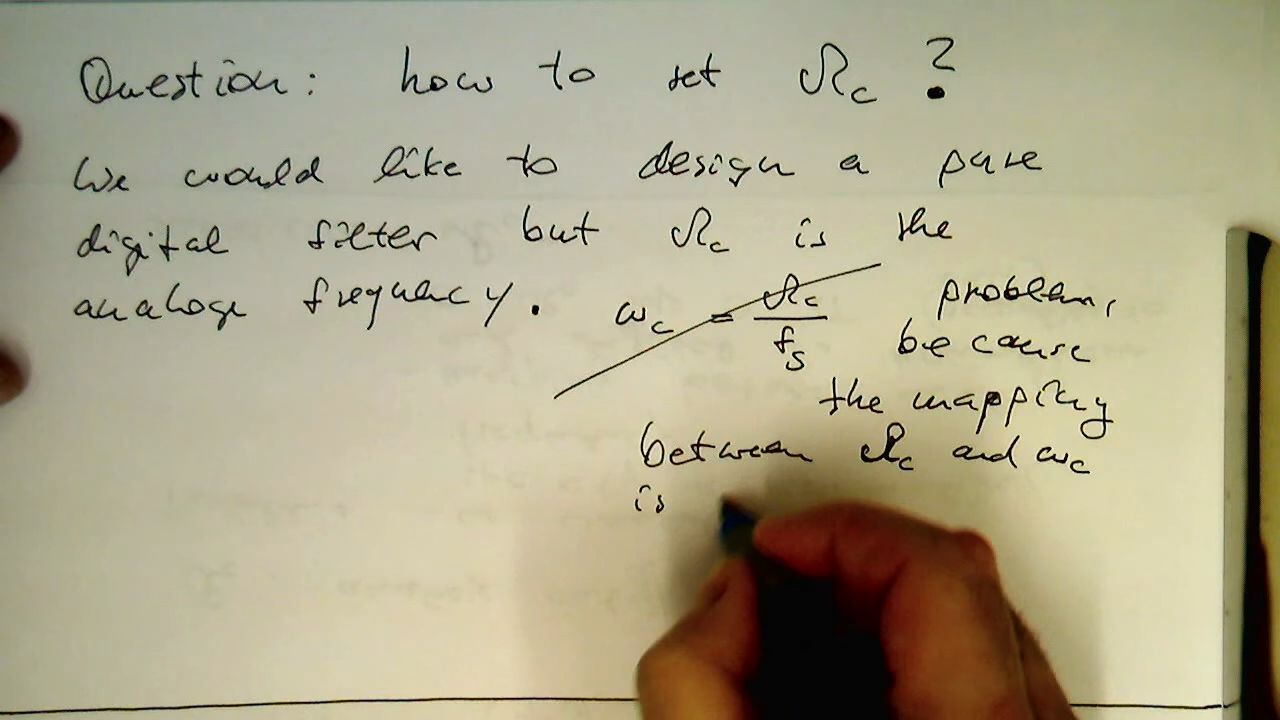 Question: how to set Ωc ?
We would like to design a pure
digital filter but Ωc is the
analoge frequency. ωc = Ωc / fs
problem,
because
the mapping
between Ωc and ωc
is